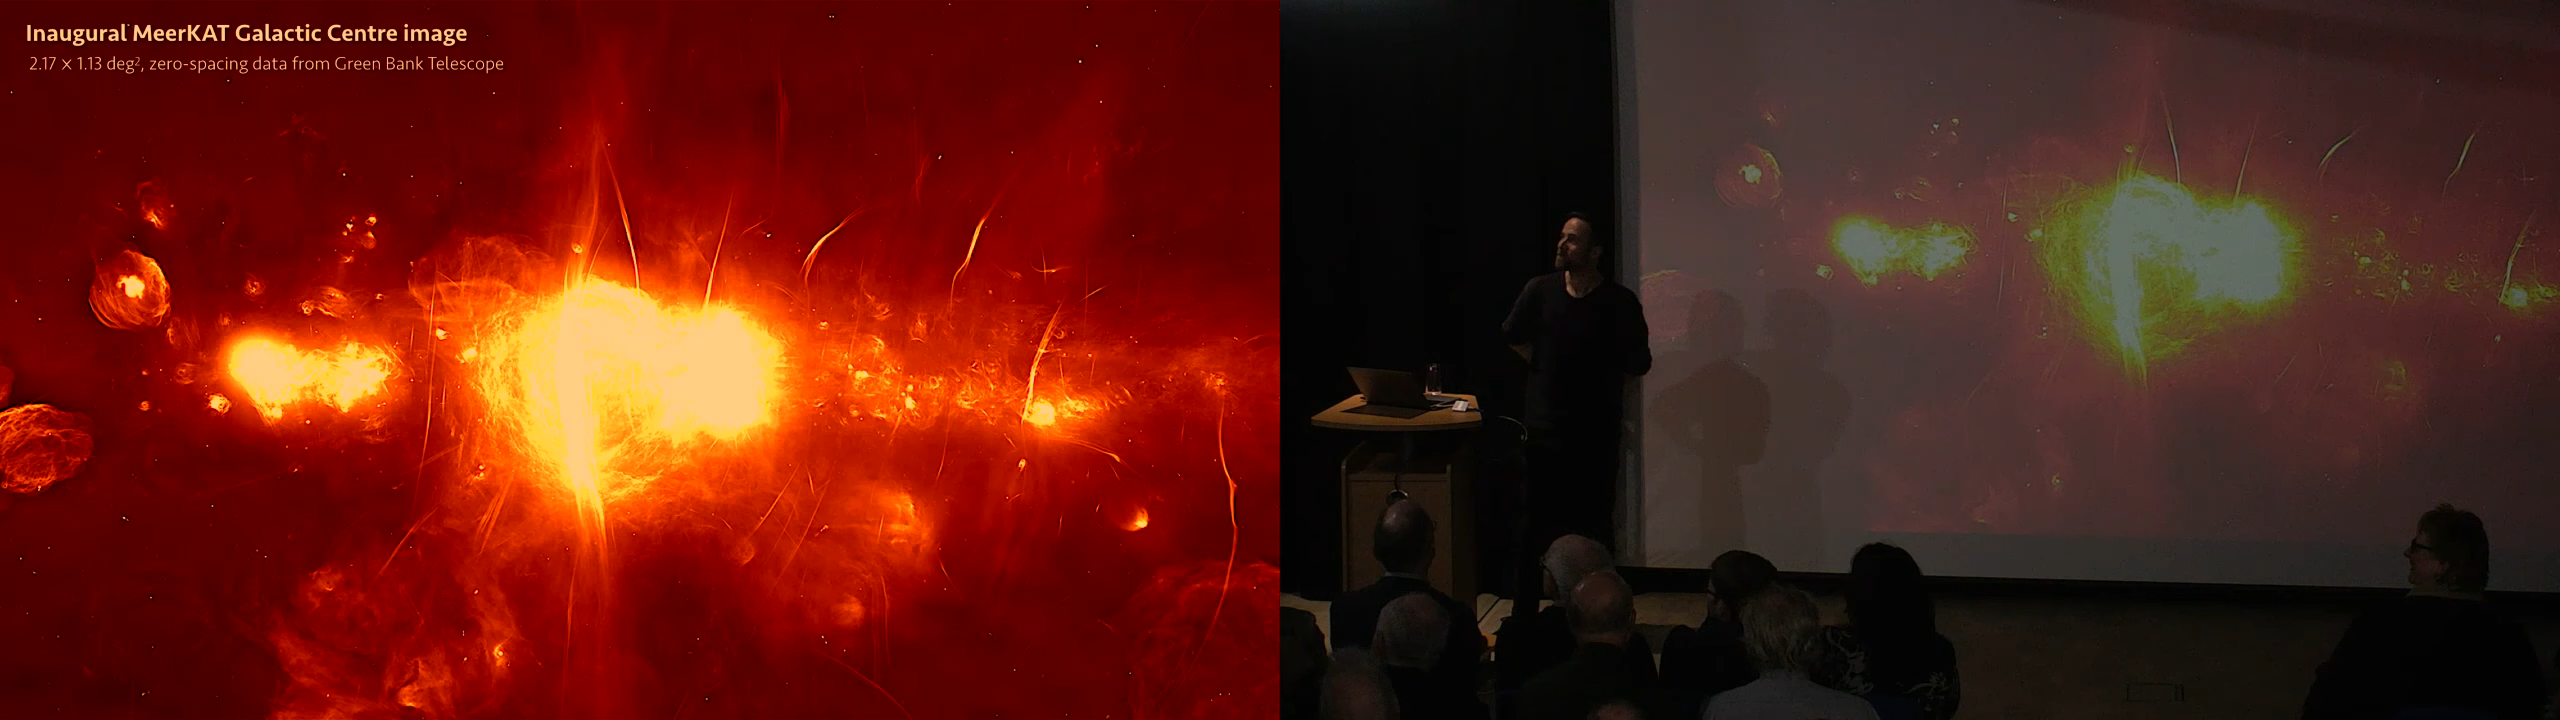 Inaugural MeerKAT Galactic Centre image
2.17 × 1.13 deg², zero-spacing data from Green Bank Telescope